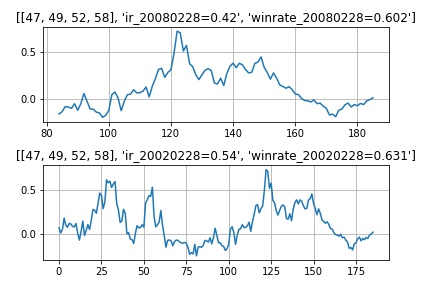 [[47, 49, 52, 58], 'ir_20080228=0.42', 'winrate_20080228=0.602']
0.5
0.0
80 100 120 140 160 180
[[47, 49, 52, 58], 'ir_20020228=0.54', 'winrate_20020228=0.631']
0.5
0.0
0 25 50 75 100 125 150 175